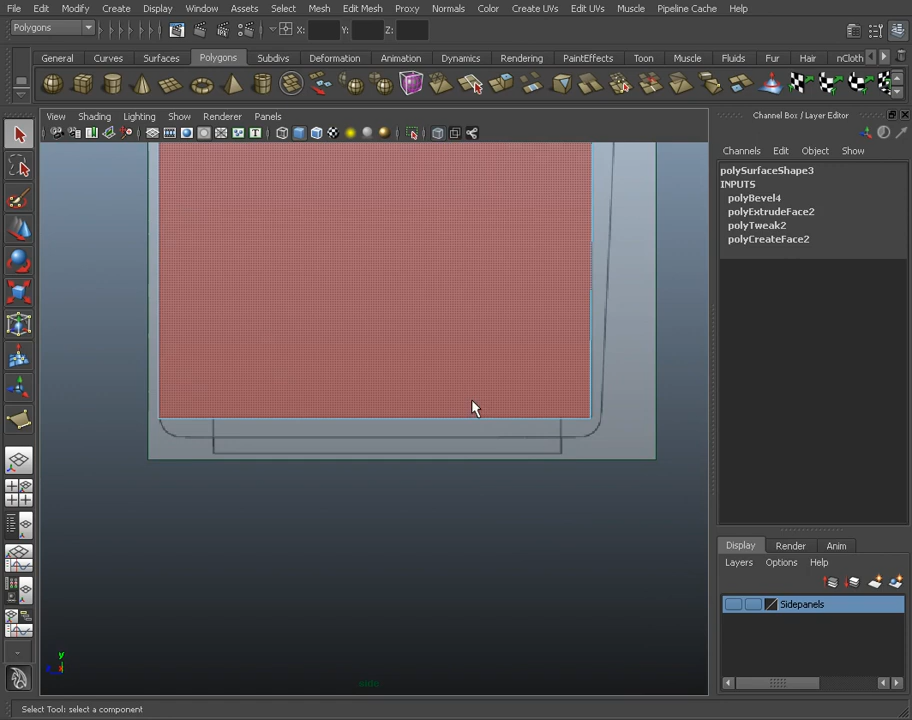 File Edit Modify Create Display Window Assets Select Mesh Edit Mesh Proxy Normals Color Create UVs Edit UVs Muscle Pipeline Cache Help
Polygons X: Y: Z:
General Curves Surfaces Polygons Subdivs Deformation Animation Dynamics Rendering PaintEffects Toon Muscle Fluids Fur Hair nCloth
View Shading Lighting Show Renderer Panels
Channel Box / Layer Editor
Channels Edit Object Show
polySurfaceShape3
INPUTS
polyBevel4
polyExtrudeFace2
polyTweak2
polyCreateFace2
Display Render Anim
Layers Options Help
Sidepanels
y
Select Tool: select a component